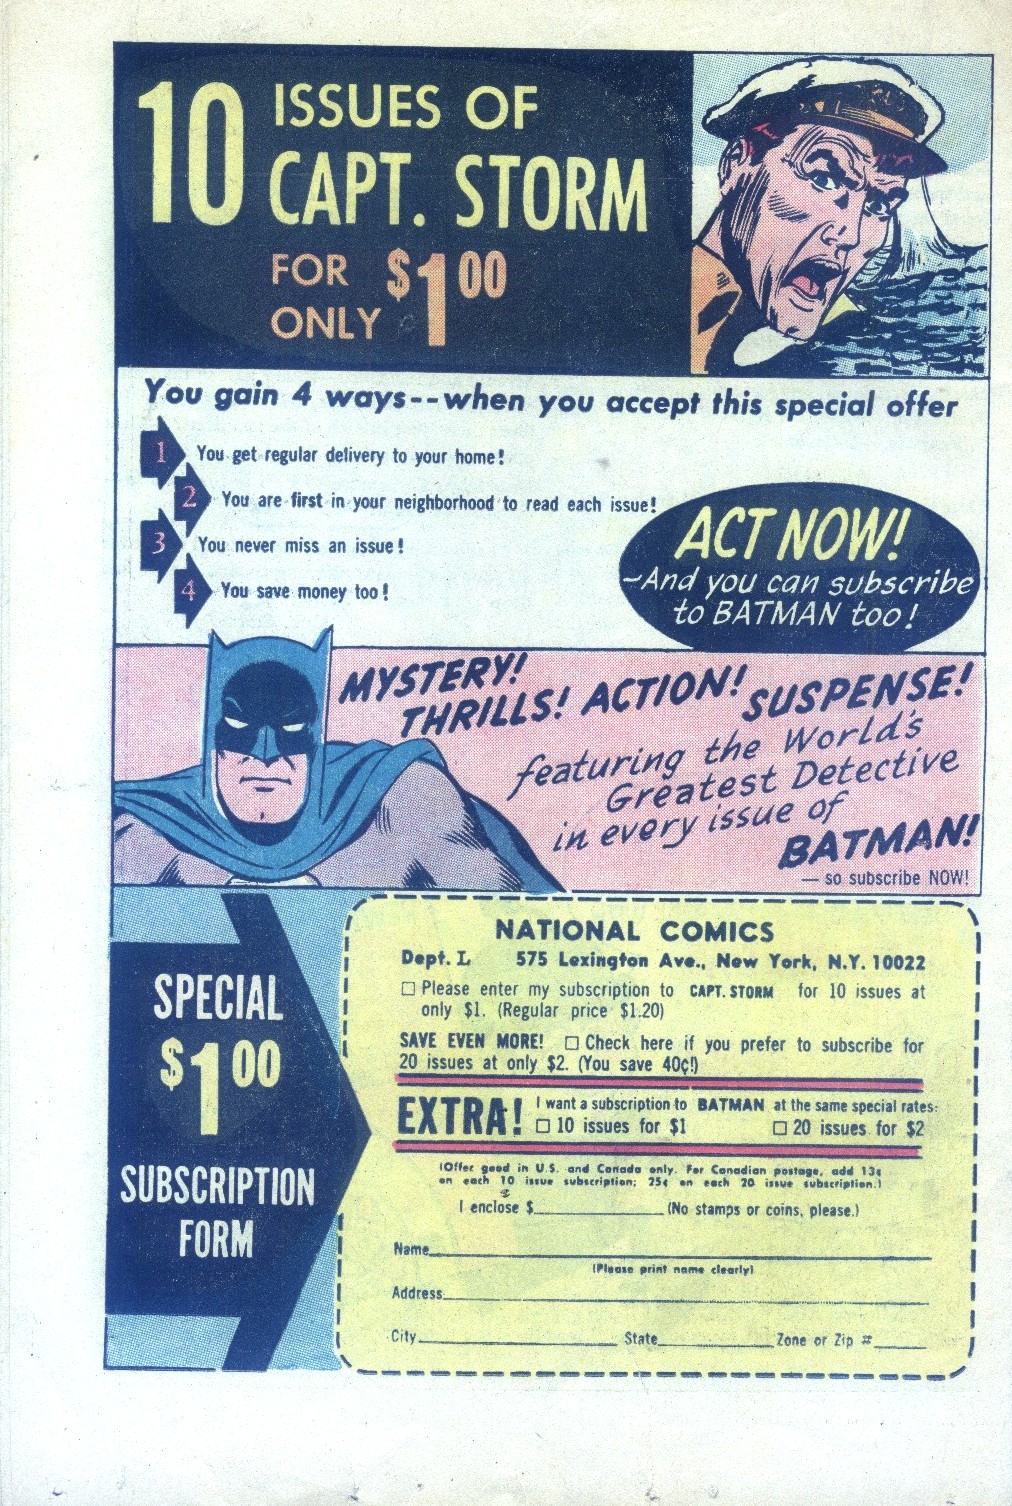 10
ISSUES OF
CAPT. STORM
FOR
ONLY
$1 00
You gain 4 ways--when you accept this special offer
1 You get regular delivery to your home!
2 You are first in your neighborhood to read each issue!
3 You never miss an issue!
4 You save money too!
ACT NOW!
-And you can subscribe
to BATMAN too!
MYSTERY!
THRILLS! ACTION! SUSPENSE!
featuring the World's
Greatest Detective
in every issue of
BATMAN!
— so subscribe NOW!
SPECIAL
$1 00
SUBSCRIPTION
FORM
NATIONAL COMICS
Dept. L 575 Lexington Ave., New York, N.Y. 10022
☐ Please enter my subscription to CAPT. STORM for 10 issues at
only $1. (Regular price $1.20)
SAVE EVEN MORE! ☐ Check here if you prefer to subscribe for
20 issues at only $2. (You save 40¢!)
EXTRA!
I want a subscription to BATMAN at the same special rates:
☐ 10 issues for $1 ☐ 20 issues for $2
(Offer good in U.S. and Canada only. For Canadian postage, add 13¢
on each 10 issue subscription; 25¢ on each 20 issue subscription.)
I enclose $____________ (No stamps or coins, please.)
Name____________
(Please print name clearly)
Address____________
City____________ State____________ Zone or Zip #______